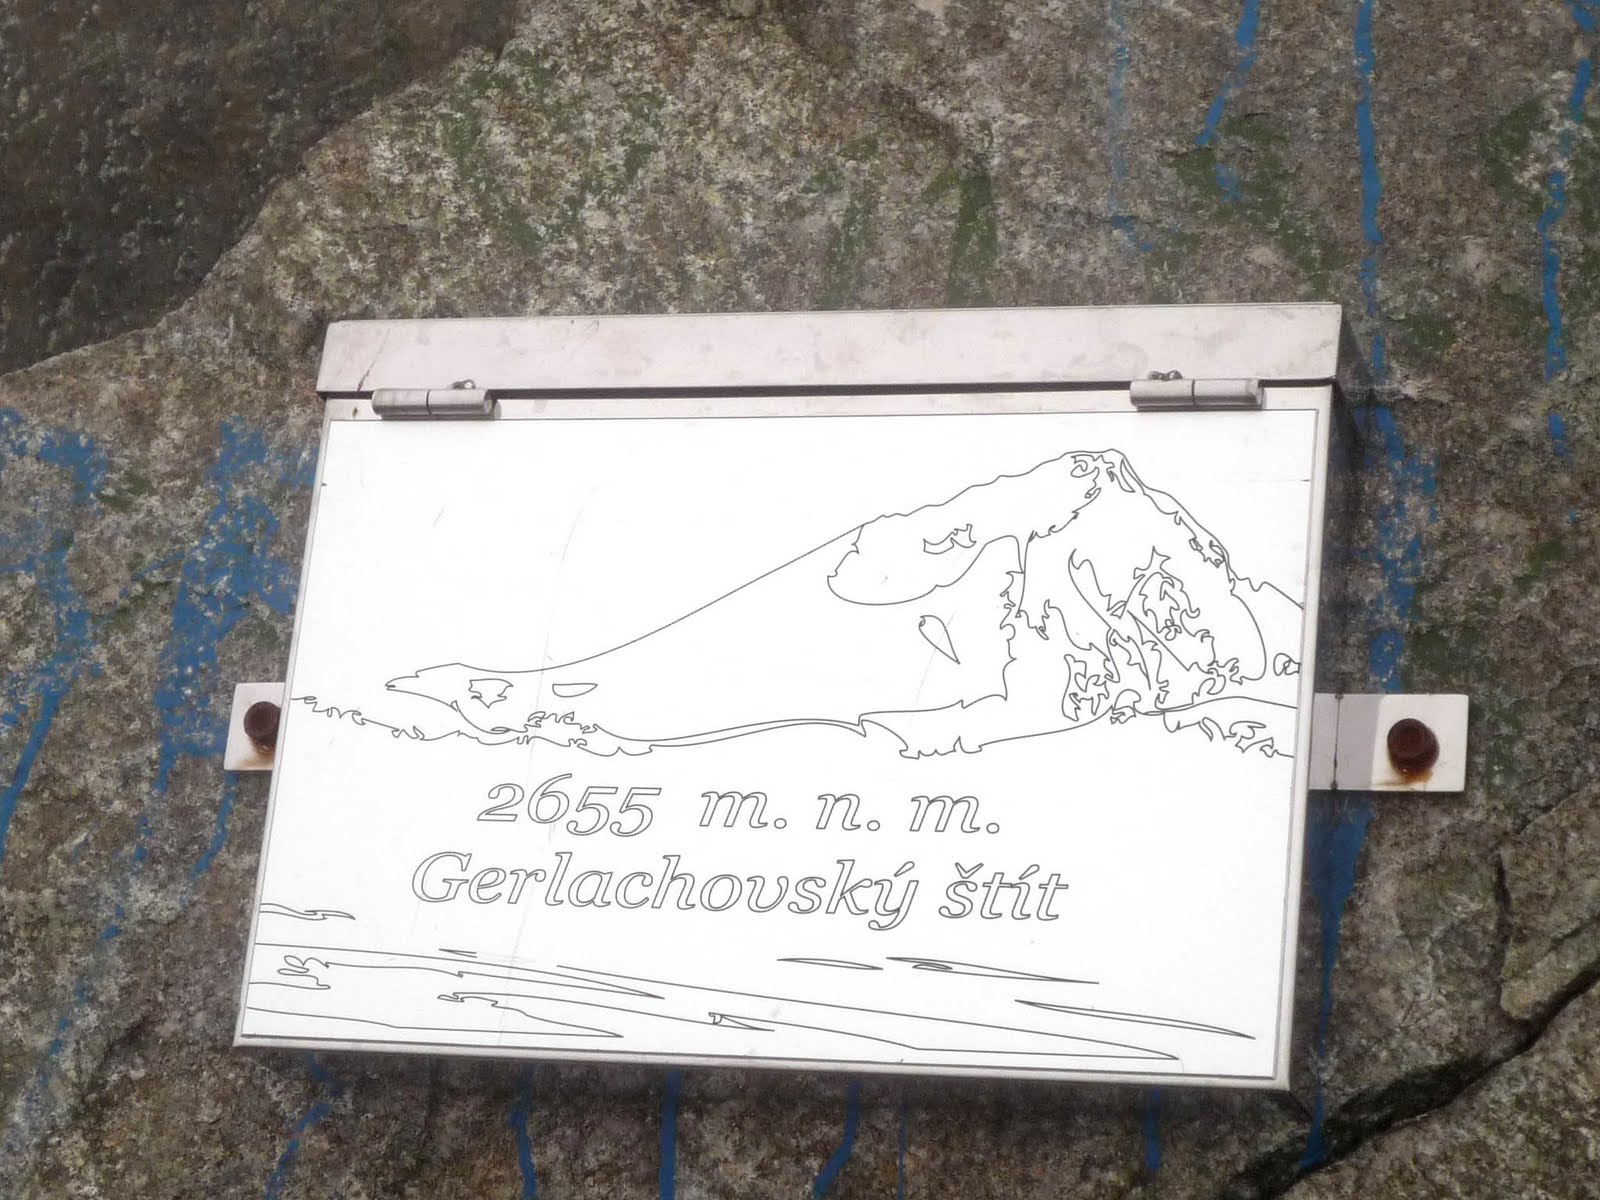 2655 m. n. m.
Gerlachovský štít